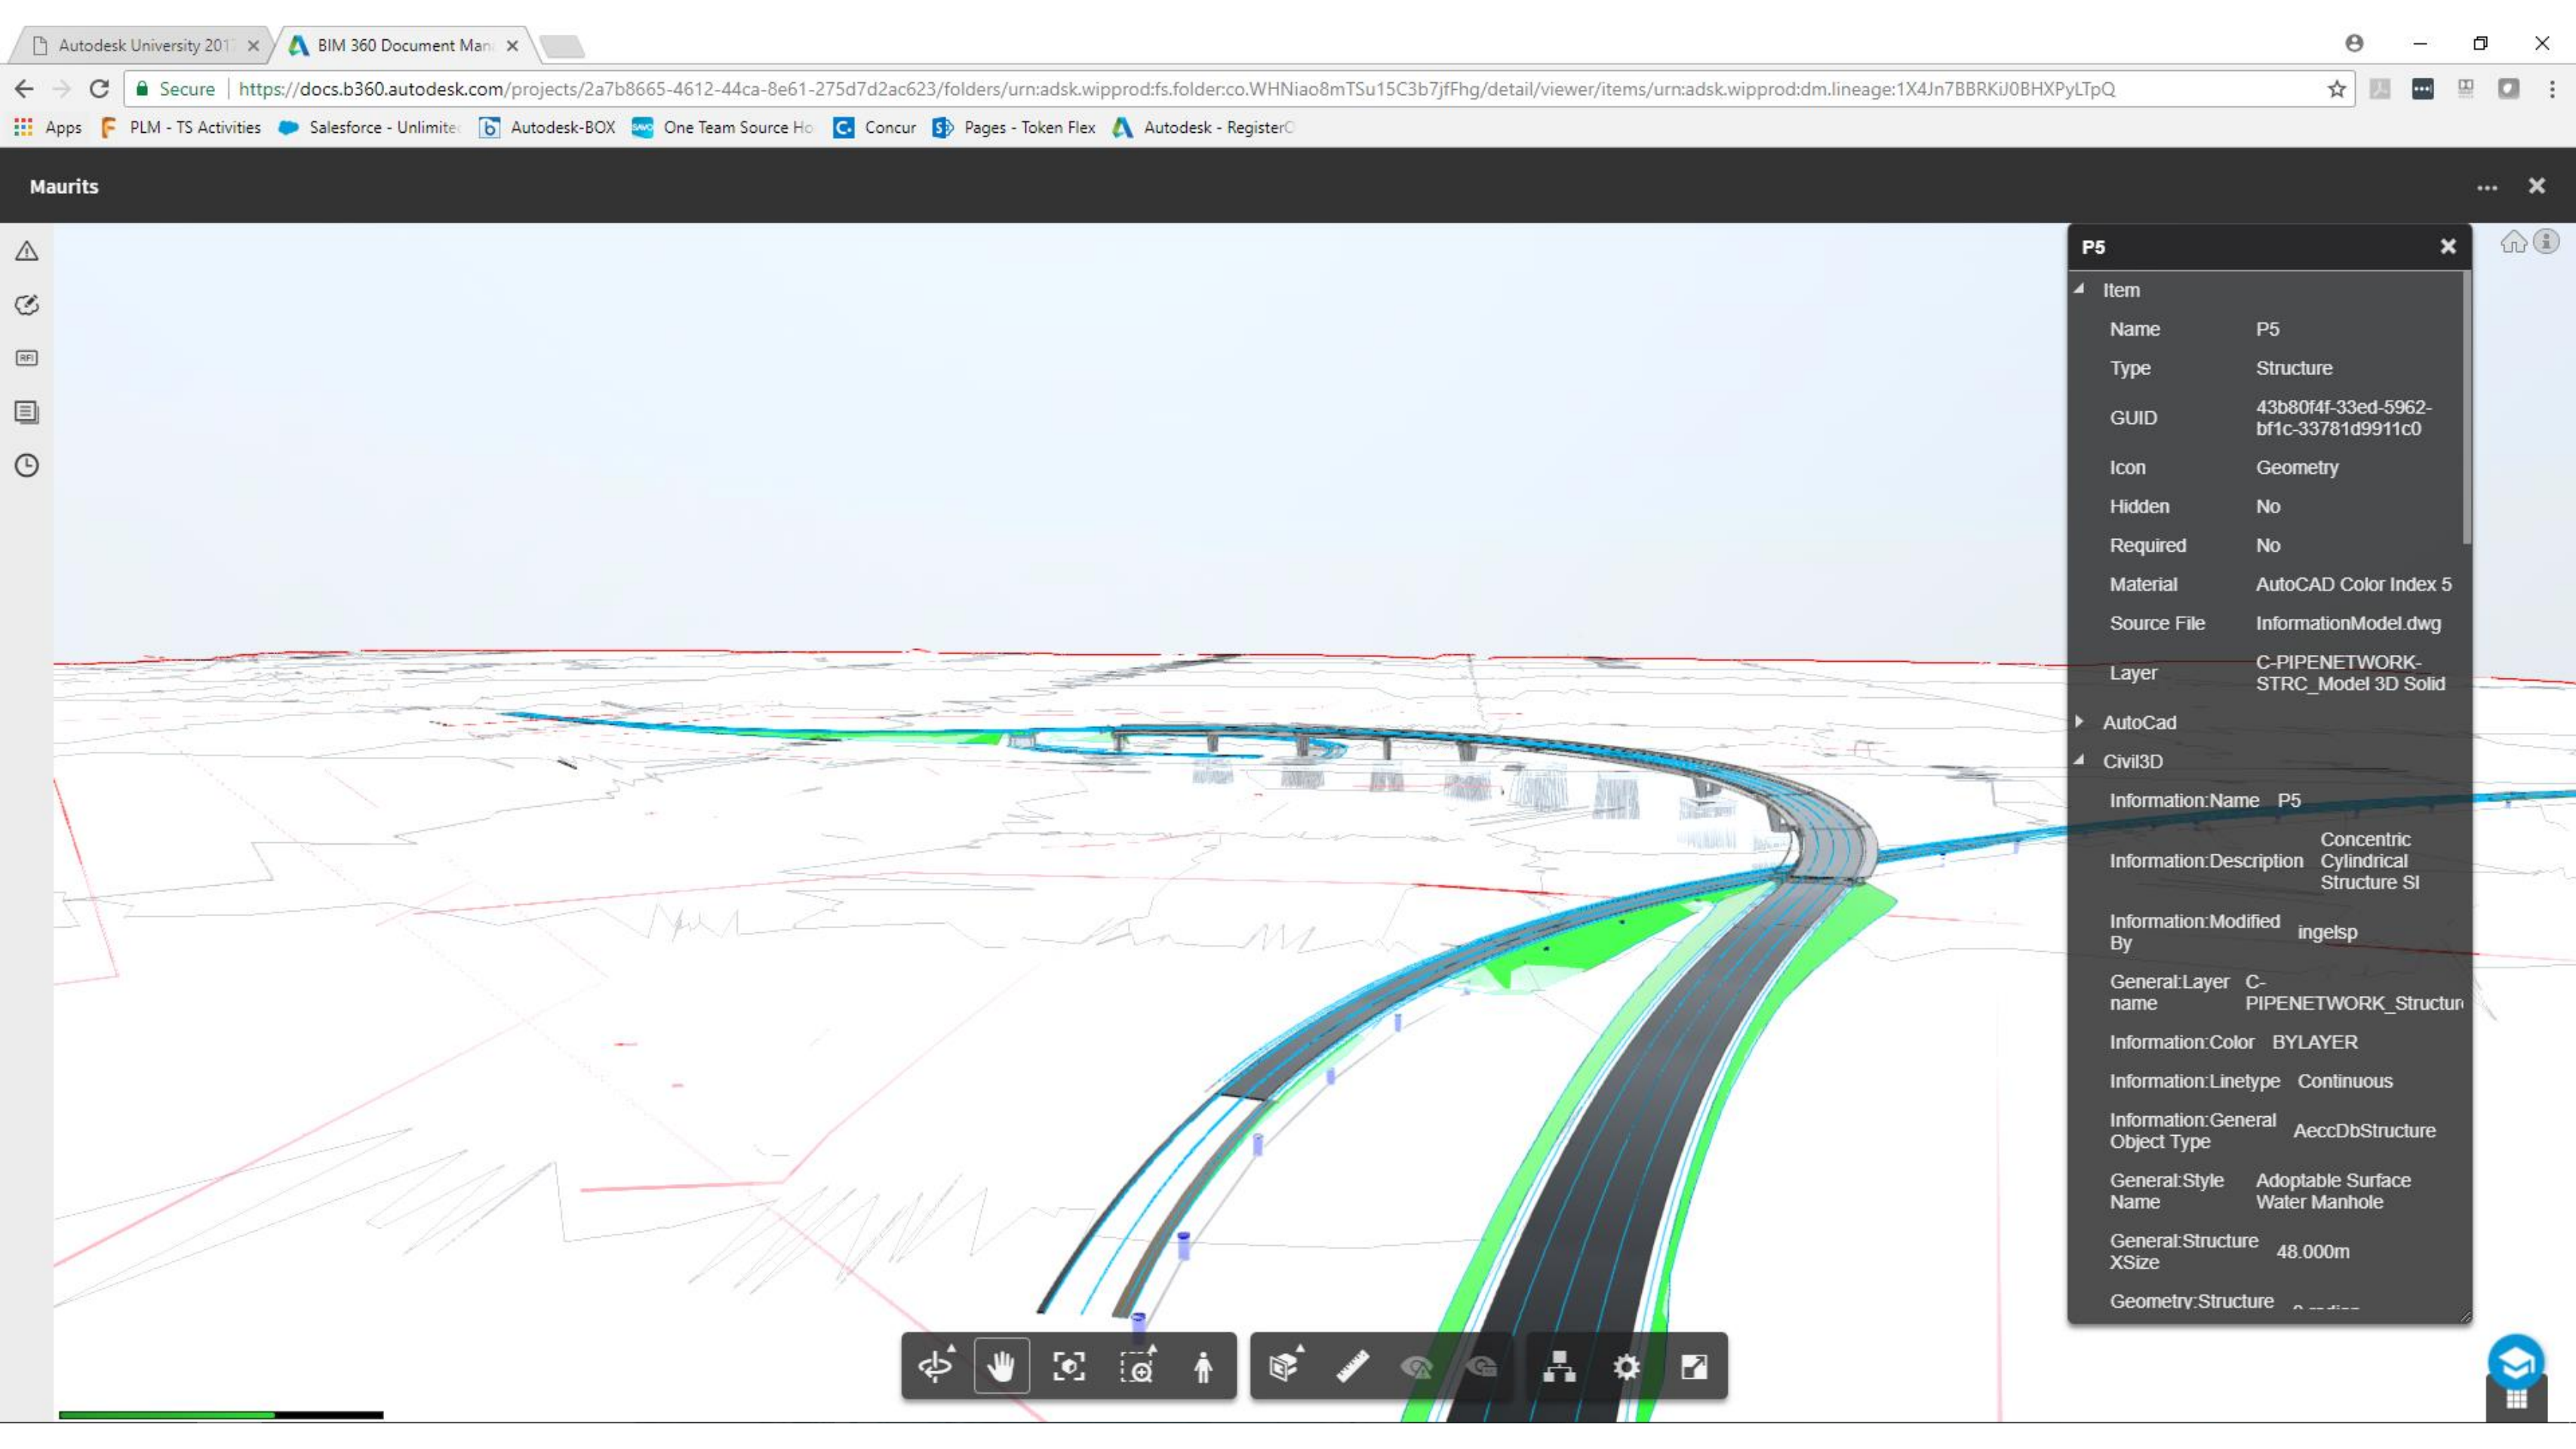 Autodesk University 201
BIM 360 Document Man
Secure https://docs.b360.autodesk.com/projects/2a7b8665-4612-44ca-8e61-275d7d2ac623/folders/urn:adsk.wipprod:fs.folder:co.WHNiao8mTSu15C3b7jfFhg/detail/viewer/items/urn:adsk.wipprod:dm.lineage:1X4Jn7BBRKiJ0BHXPyLTpQ
Apps PLM - TS Activities Salesforce - Unlimite Autodesk-BOX One Team Source Ho Concur Pages - Token Flex Autodesk - Register
Maurits
RFI
P5
Item
Name P5
Type Structure
GUID 43b80f4f-33ed-5962-
bf1c-33781d9911c0
Icon Geometry
Hidden No
Required No
Material AutoCAD Color Index 5
Source File InformationModel.dwg
Layer C-PIPENETWORK-
STRC_Model 3D Solid
AutoCad
Civil3D
Information:Name P5
Information:Description Concentric
Cylindrical
Structure SI
Information:Modified
By ingelsp
General:Layer
name C-
PIPENETWORK_Structur
Information:Color BYLAYER
Information:Linetype Continuous
Information:General
Object Type AeccDbStructure
General:Style
Name Adoptable Surface
Water Manhole
General:Structure
XSize 48.000m
Geometry:Structure